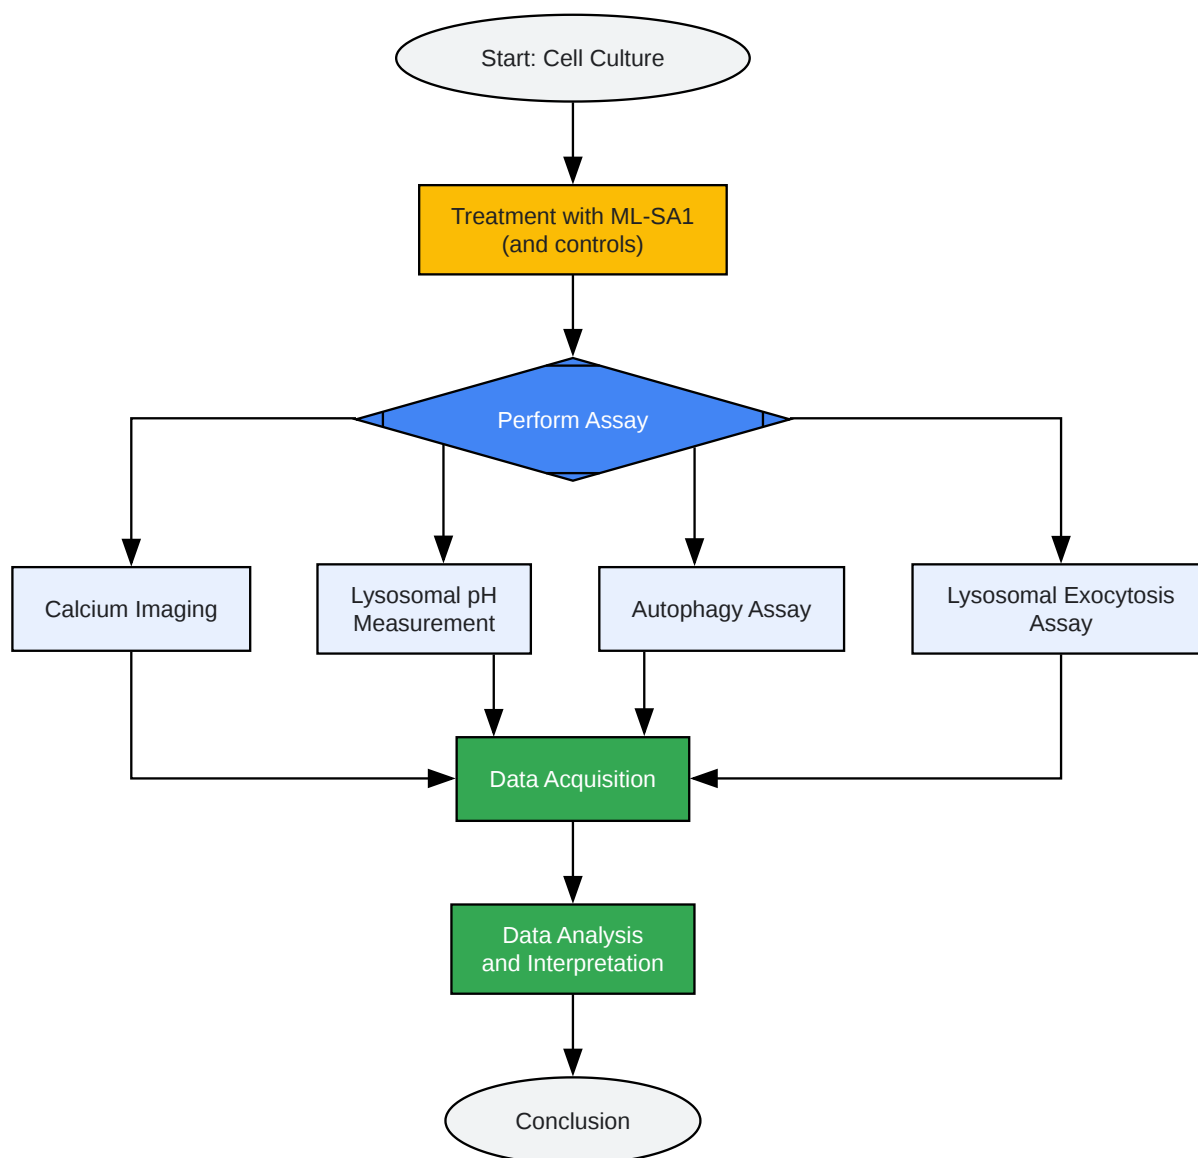 Start: Cell Culture
Treatment with ML-SA1
(and controls)
Perform Assay
Calcium Imaging
Lysosomal pH
Measurement
Autophagy Assay
Lysosomal Exocytosis
Assay
Data Acquisition
Data Analysis
and Interpretation
Conclusion